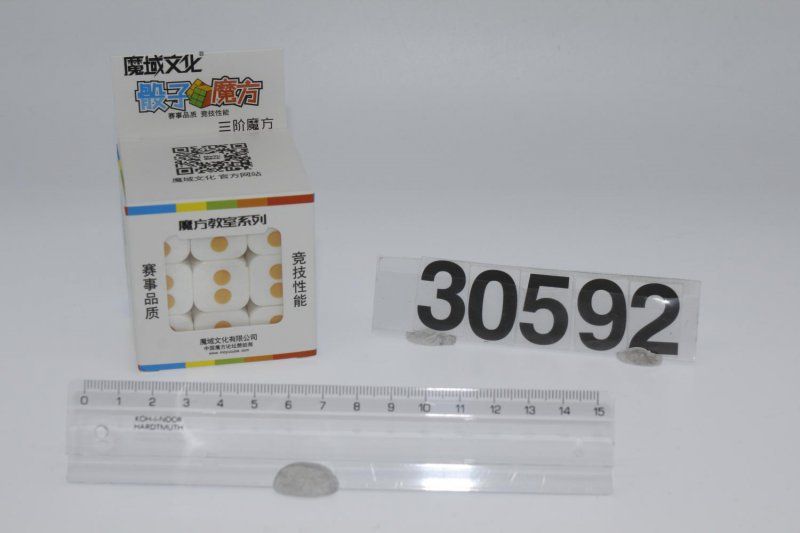 魔域文化®
骰子魔方
赛事品质 竞技性能
三阶魔方
魔域文化 官方网站
魔方教室系列
赛事品质
竞技性能
魔域文化有限公司
30592
0 1 2 3 4 5 6 7 8 9 10 11 12 13 14 15
KOH-I-NOOR
HARDTMUTH